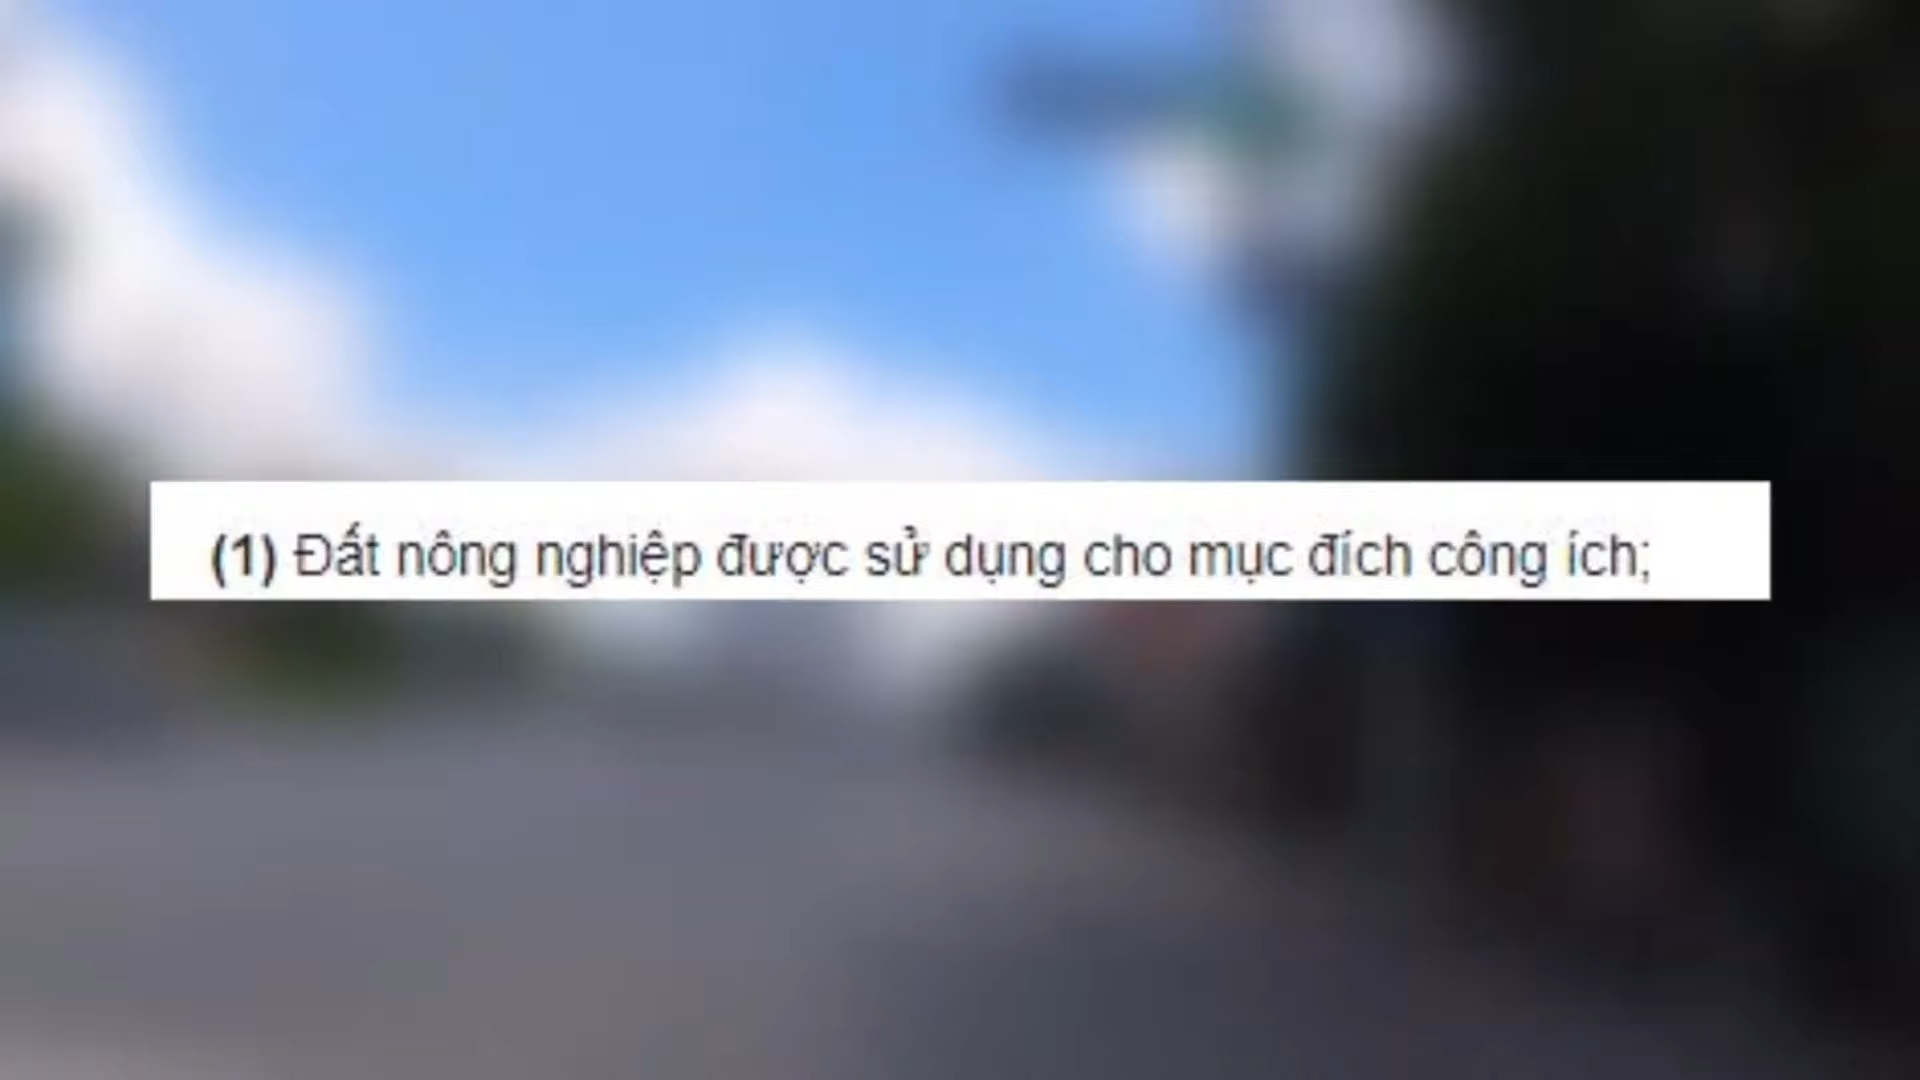 (1) Đất nông nghiệp được sử dụng cho mục đích công ích;